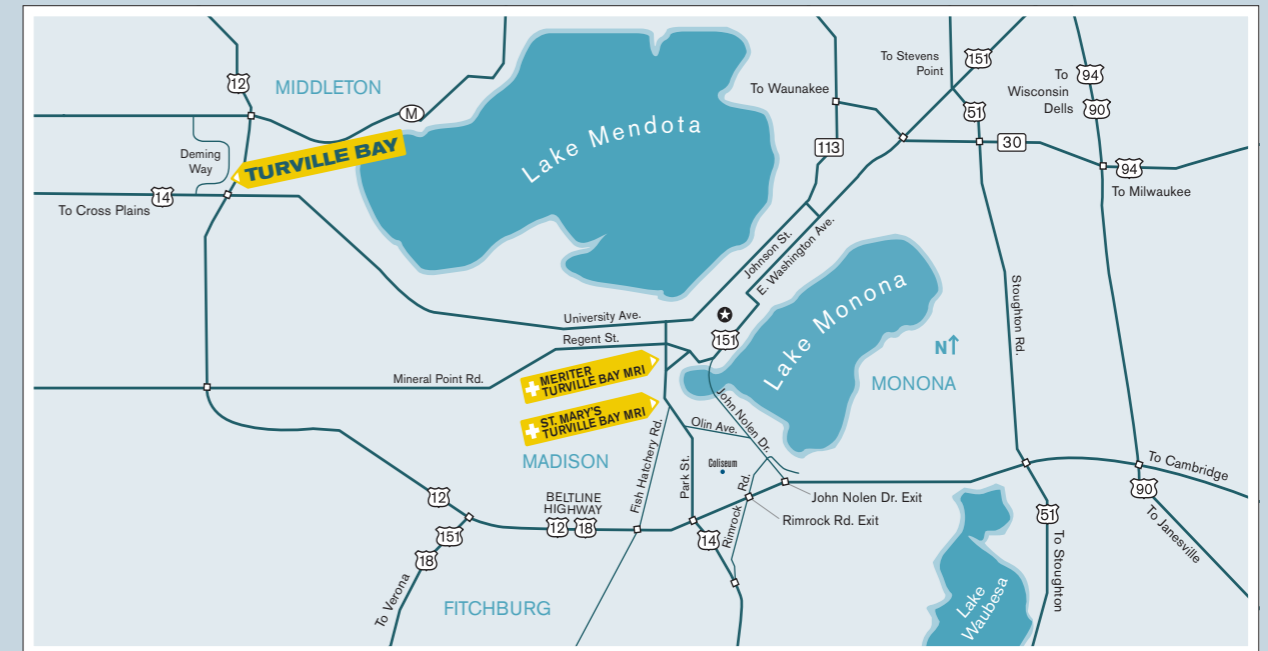 12
MIDDLETON
M
Deming
Way
TURVILLE BAY
14
To Cross Plains
Lake Mendota
To Waunakee
113
To Stevens
Point
151
51
30
To
Wisconsin
Dells
94
90
94
To Milwaukee
Johnson St.
E. Washington Ave.
University Ave.
Regent St.
151
Mineral Point Rd.
MERITER
TURVILLE BAY MRI
ST. MARY'S
TURVILLE BAY MRI
MADISON
Lake Monona
N
MONONA
Stoughton Rd.
John Nolen Dr.
Olin Ave.
Coliseum
Fish Hatchery Rd.
Park St.
Rimrock Rd.
John Nolen Dr. Exit
Rimrock Rd. Exit
12
151
18
To Verona
BELTLINE
HIGHWAY
12
18
14
FITCHBURG
To Cambridge
90
To Janesville
51
To Stoughton
Lake
Waubesa